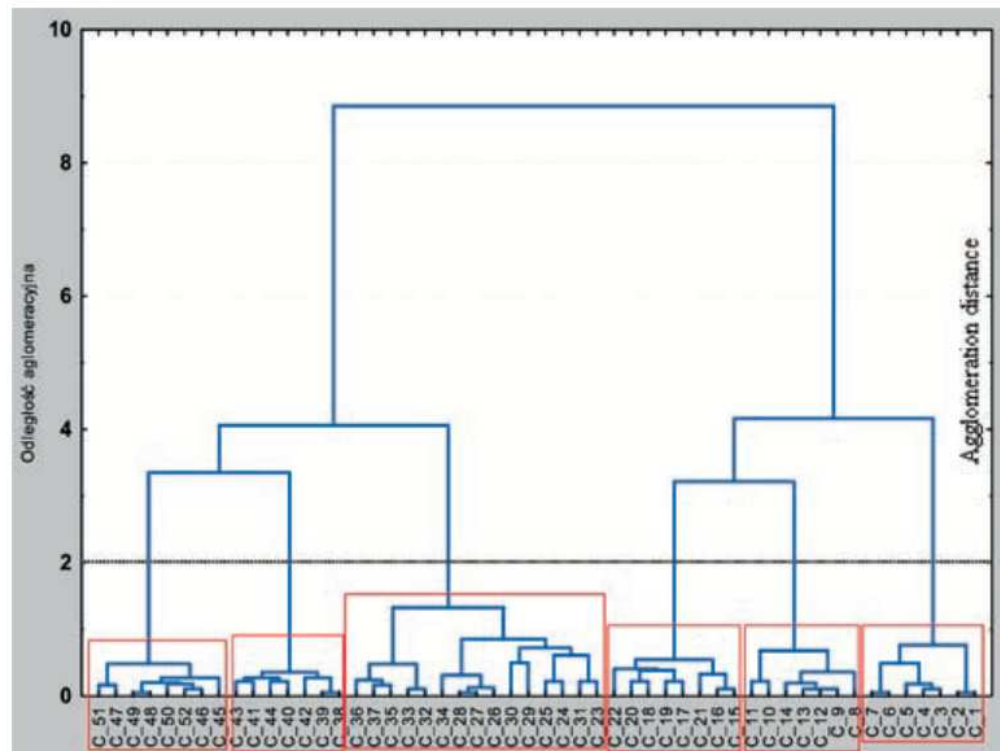 10
8
6
4
2
0
Odległość aglomeracyjna
Agglomeration distance
C_51
C_47
C_49
C_48
C_50
C_52
C_46
C_45
C_43
C_41
C_44
C_40
C_42
C_39
C_38
C_36
C_37
C_35
C_33
C_32
C_34
C_28
C_27
C_26
C_30
C_29
C_25
C_24
C_31
C_23
C_22
C_20
C_18
C_19
C_17
C_21
C_16
C_15
C_11
C_10
C_14
C_13
C_12
C_9
C_8
C_7
C_6
C_5
C_4
C_3
C_2
C_1